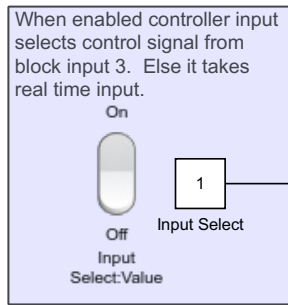 When enabled controller input
selects control signal from
block input 3.  Else it takes
real time input.
On
1
Off
Input Select
Input
Select:Value